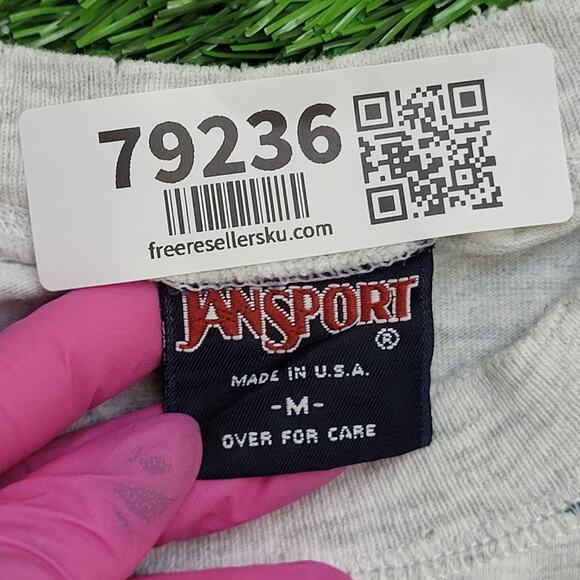 79236
freeresellersku.com
JANSPORT
®
MADE IN U.S.A.
-M-
OVER FOR CARE